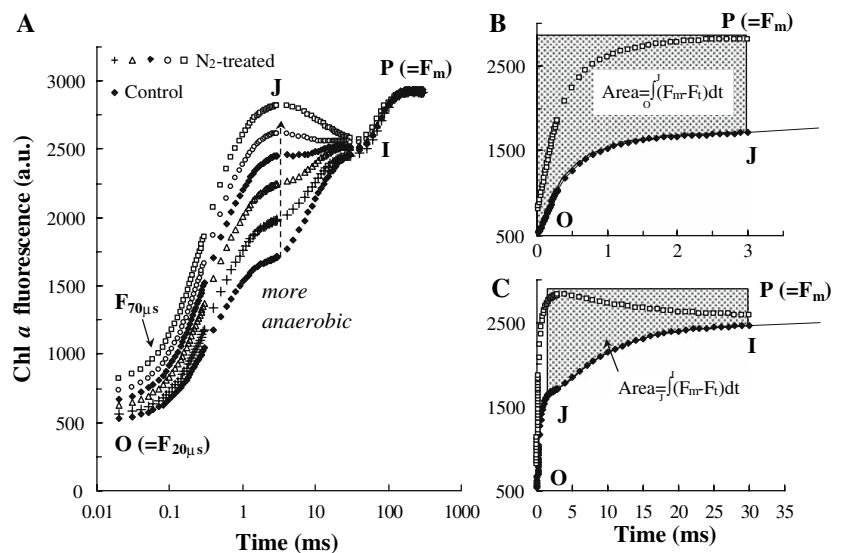 A
+ △ ◆ ○ □ N₂-treated
◆ Control
P (=Fₘ)
J
I
F₇₀μs
more
anaerobic
O (=F₂₀μs)
Chl a fluorescence (a.u.)
3000
2500
2000
1500
1000
500
0
0.01
0.1
1
10
100
1000
Time (ms)
B
P (=Fₘ)
2500
1500
500
Area=∫(Fₘ-Fₜ)dt
J
O
J
O
0
1
2
3
4
C
P (=Fₘ)
2500
1500
500
I
Area=∫(Fₘ-Fₜ)dt
I
J
J
O
0 5 10 15 20 25 30 35
Time (ms)